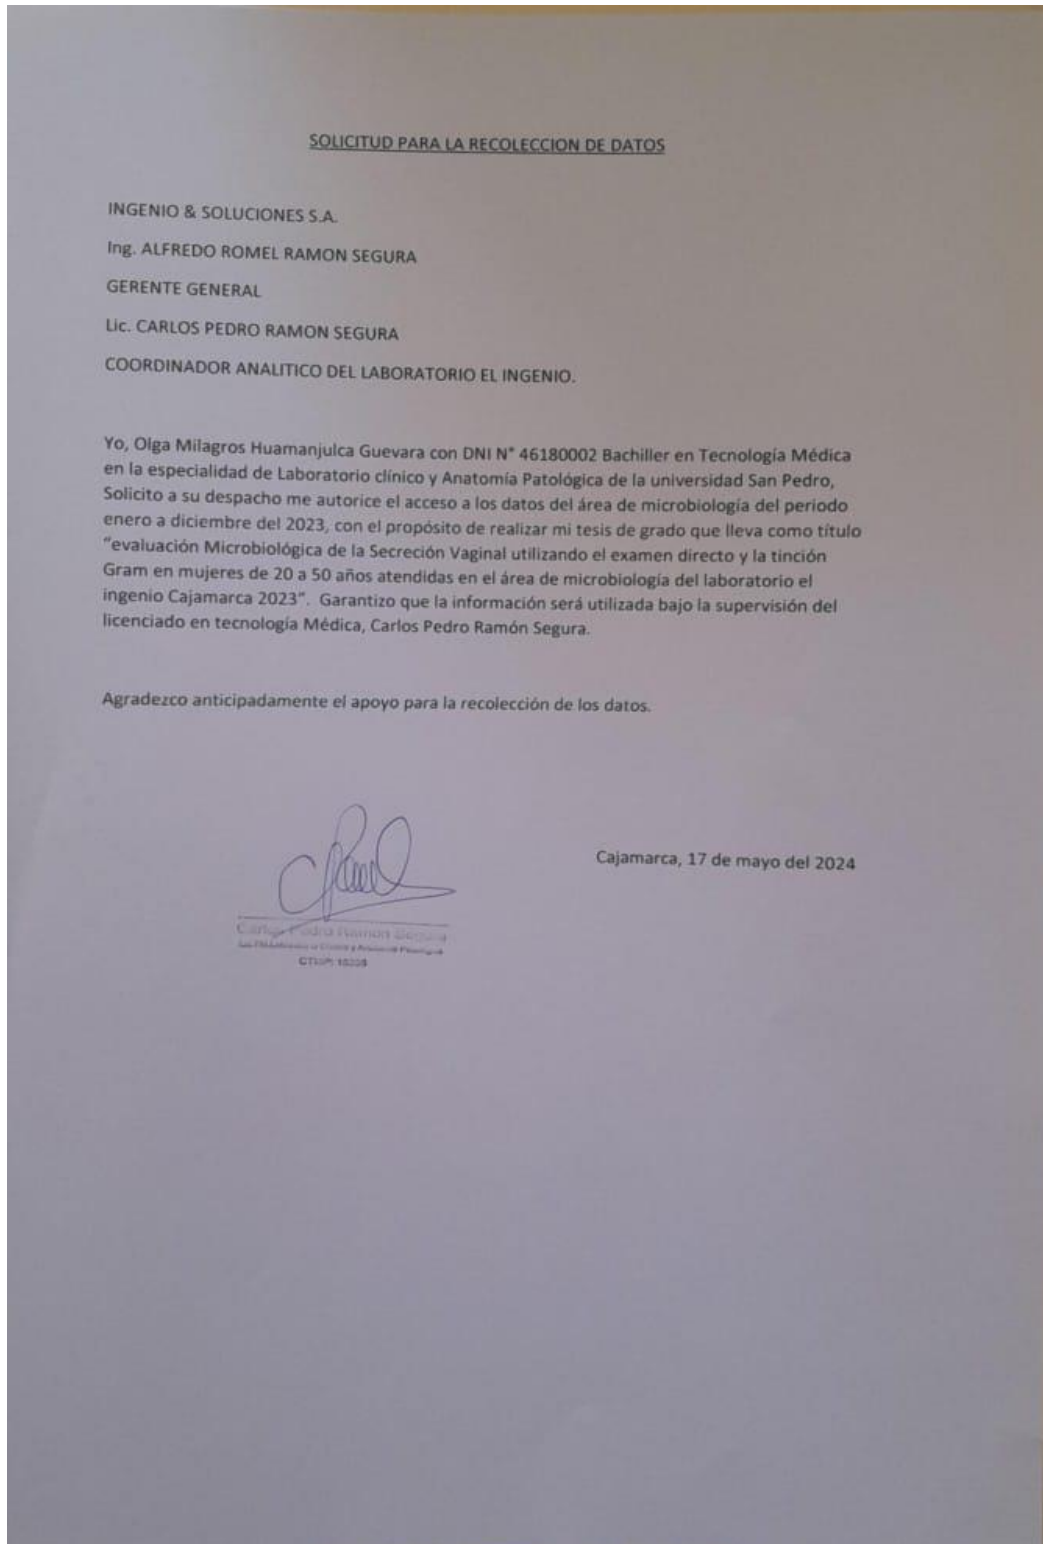 SOLICITUD PARA LA RECOLECCION DE DATOS
INGENIO & SOLUCIONES S.A.
Ing. ALFREDO ROMEL RAMON SEGURA
GERENTE GENERAL
Lic. CARLOS PEDRO RAMON SEGURA
COORDINADOR ANALITICO DEL LABORATORIO EL INGENIO.
Yo, Olga Milagros Huamanjulca Guevara con DNI N° 46180002 Bachiller en Tecnología Médica
en la especialidad de Laboratorio clínico y Anatomía Patológica de la universidad San Pedro,
Solicito a su despacho me autorice el acceso a los datos del área de microbiología del periodo
enero a diciembre del 2023, con el propósito de realizar mi tesis de grado que lleva como título
"evaluación Microbiológica de la Secreción Vaginal utilizando el examen directo y la tinción
Gram en mujeres de 20 a 50 años atendidas en el área de microbiología del laboratorio el
ingenio Cajamarca 2023". Garantizo que la información será utilizada bajo la supervisión del
licenciado en tecnología Médica, Carlos Pedro Ramón Segura.
Agradezco anticipadamente el apoyo para la recolección de los datos.
Cajamarca, 17 de mayo del 2024
Carlos Pedro Ramon Segura